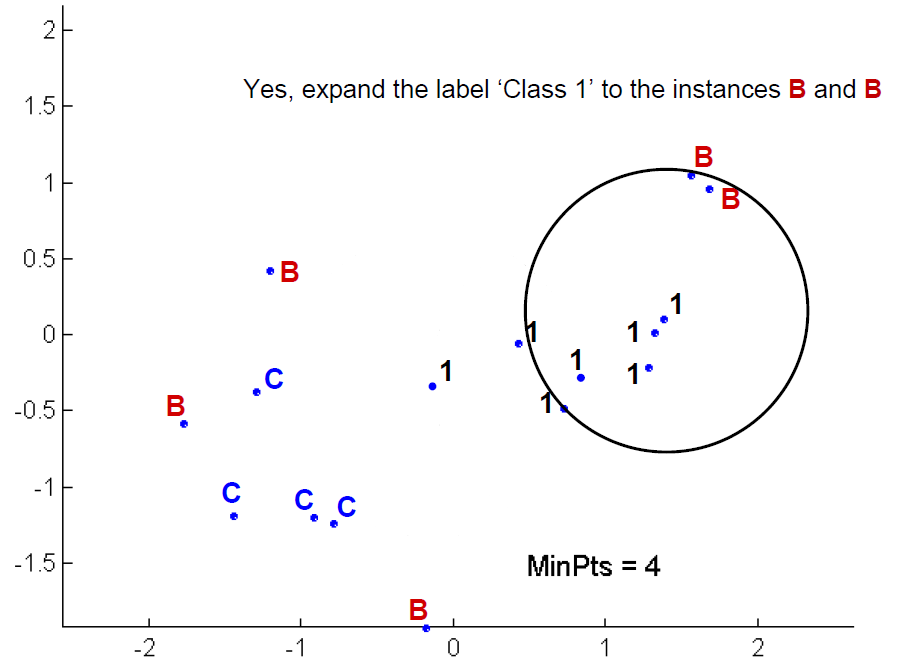 2
Yes, expand the label ‘Class 1’ to the instances B and B
1.5
B
1
B
0.5
B
1
0
1
1
1
1
1
C
-0.5
B
1
C
-1
C
C
-1.5
MinPts = 4
B
-2
-1
0
1
2